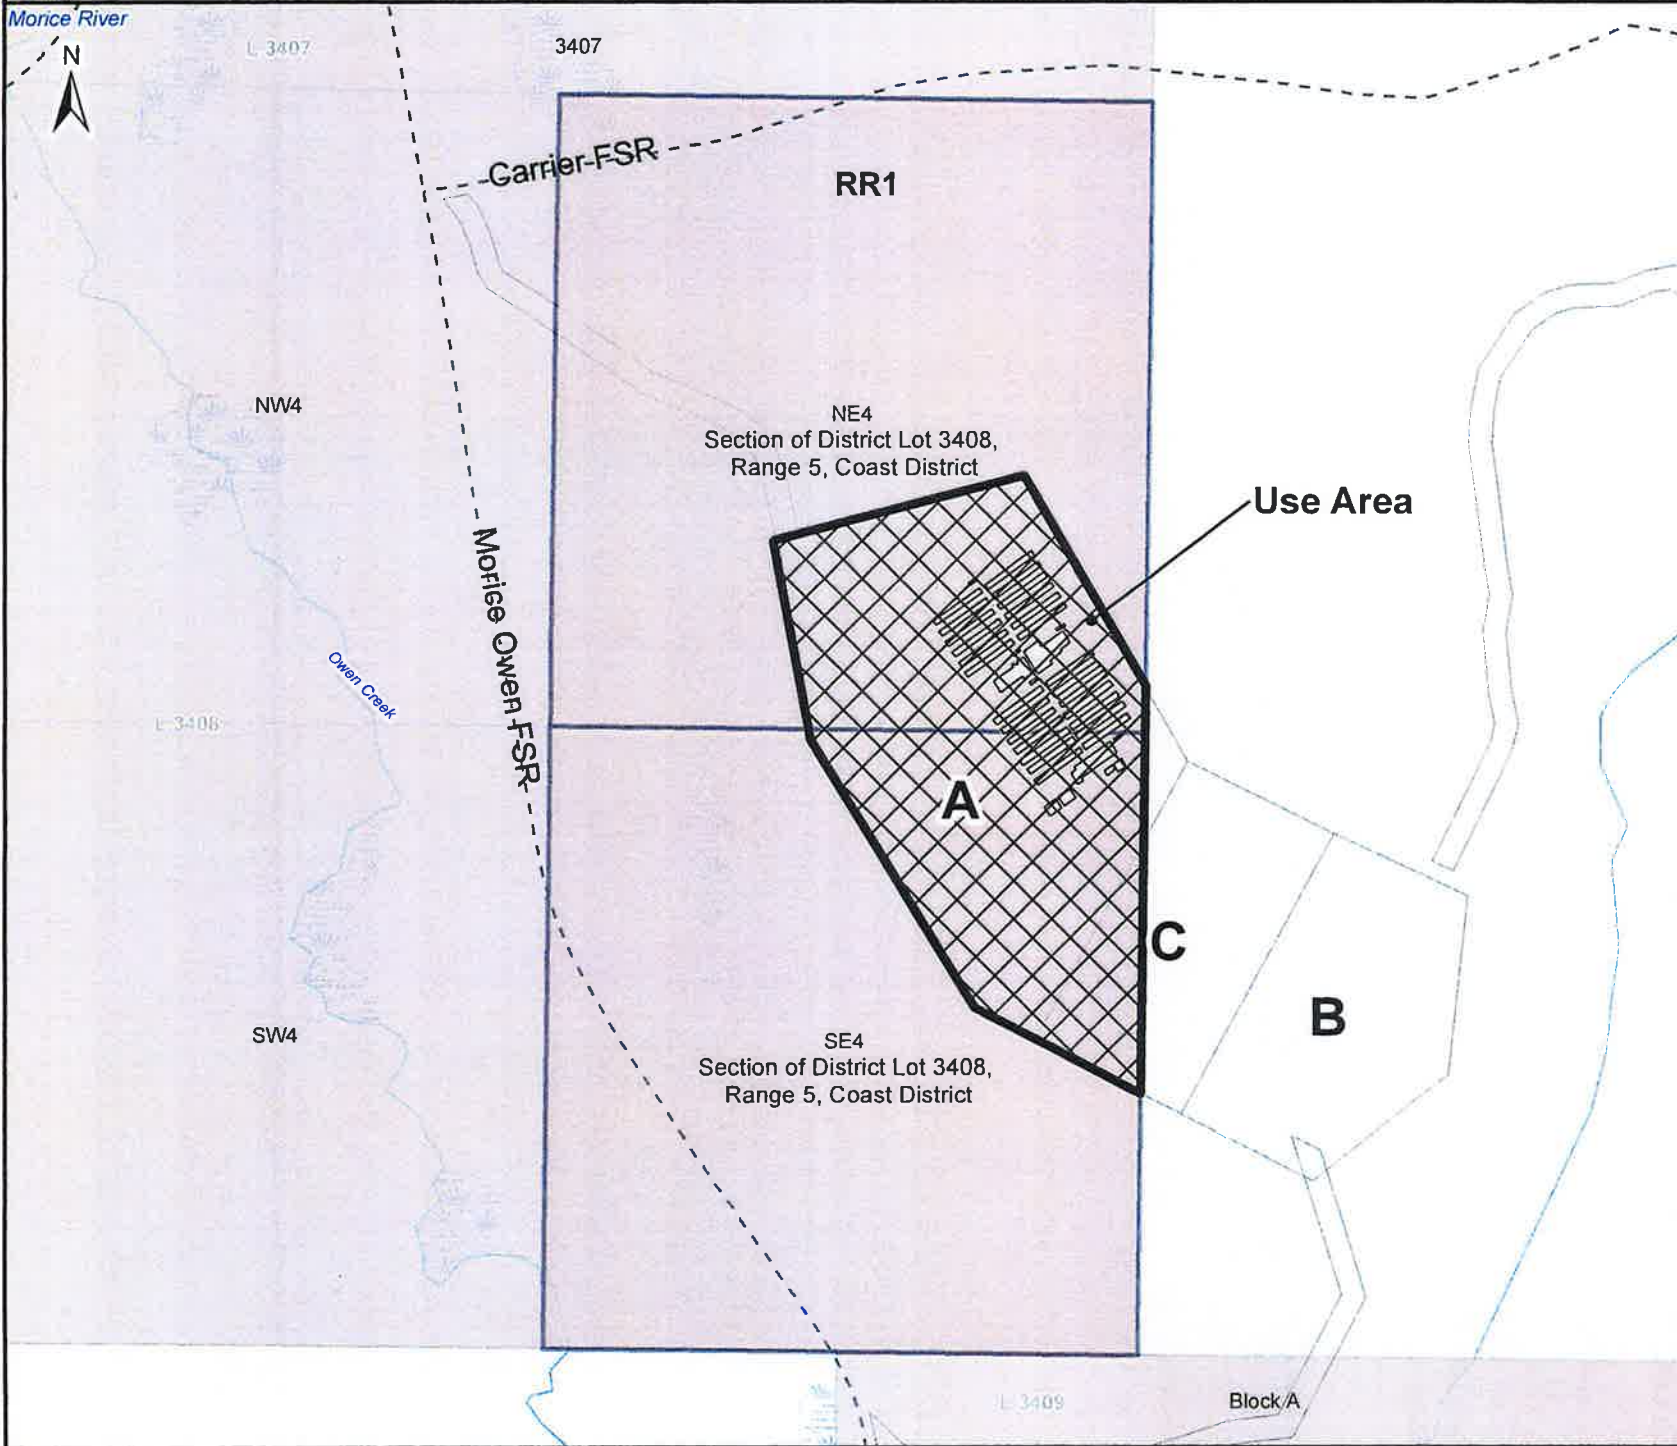 Morice River
N
L 3407
3407
Carrier FSR
RR1
NW4
NE4
Section of District Lot 3408,
Range 5, Coast District
Use Area
Morice Owen FSR
Owen Creek
L 3408
A
C
B
SW4
SE4
Section of District Lot 3408,
Range 5, Coast District
L 3409
Block A